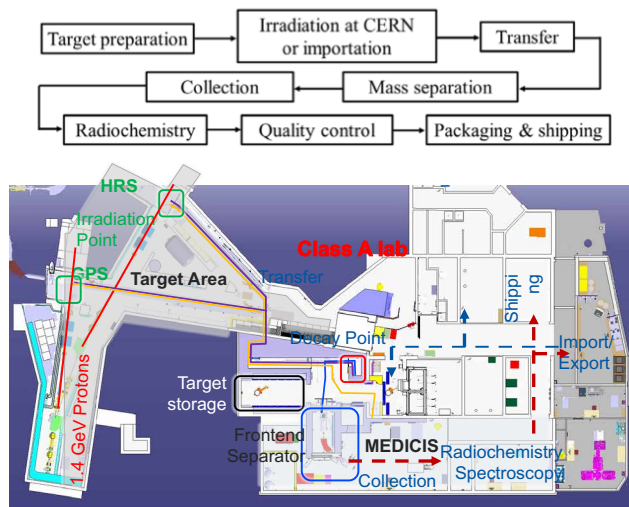 Target preparation
Irradiation at CERN
or importation
Transfer
Collection
Mass separation
Radiochemistry
Quality control
Packaging & shipping
HRS
Irradiation
Point
GPS
Target Area
Transfer
Class A lab
Shippi
ng
Decay Point
Import/
Export
Target
storage
1.4 GeV Protons
Frontend
Separator
MEDICIS
Radiochemistry
Spectroscopy
Collection